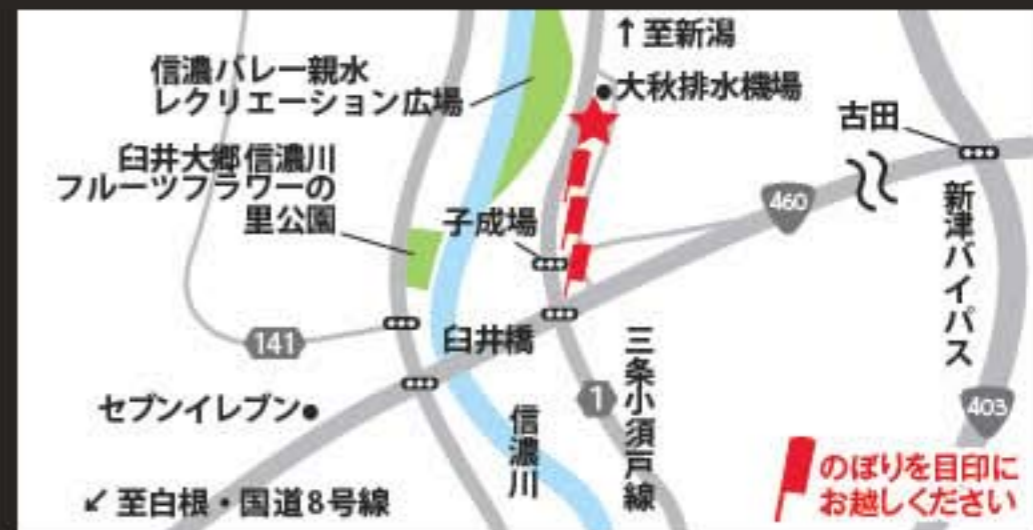 ↑至新潟
信濃バレー親水
レクリエーション広場
大秋排水機場
古田
臼井大郷信濃川
フルーツフラワーの
里公園
子成場
460
新津バイパス
141
臼井橋
三条小須戸線
1
セブンイレブン
403
信濃川
のぼりを目印に
お越しください
↙至白根・国道8号線